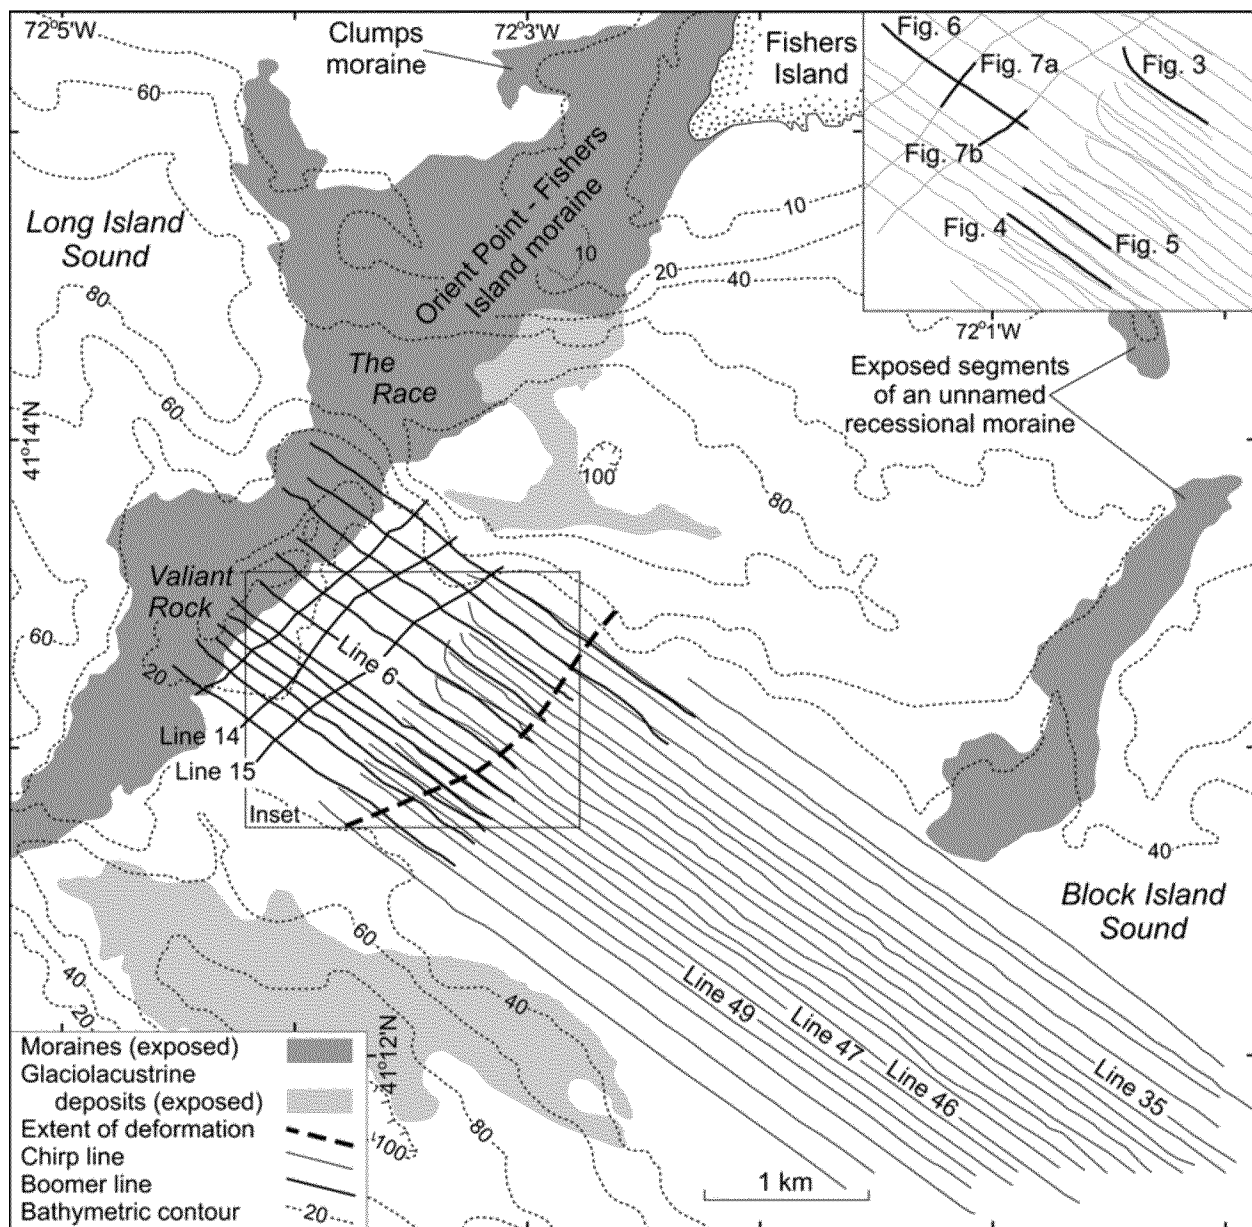 72°5'W
72°3'W
Clumps
moraine
Fishers
Island
Fig. 6
Fig. 7a
Fig. 3
Fig. 7b
Fig. 4
Fig. 5
60
Long Island
Sound
Orient Point - Fishers
Island moraine
10
10
20
40
72°1'W
80
The
Race
Exposed segments
of an unnamed
recessional moraine
60
41°14'N
100
80
Valiant
Rock
60
20
Line 6
Line 14
Line 15
Inset
40
Block Island
Sound
60
40
40
20
Line 49
Line 47
Line 46
Line 35
41°12'N
80
100
Moraines (exposed)
Glaciolacustrine
deposits (exposed)
Extent of deformation
Chirp line
Boomer line
Bathymetric contour
20
1 km